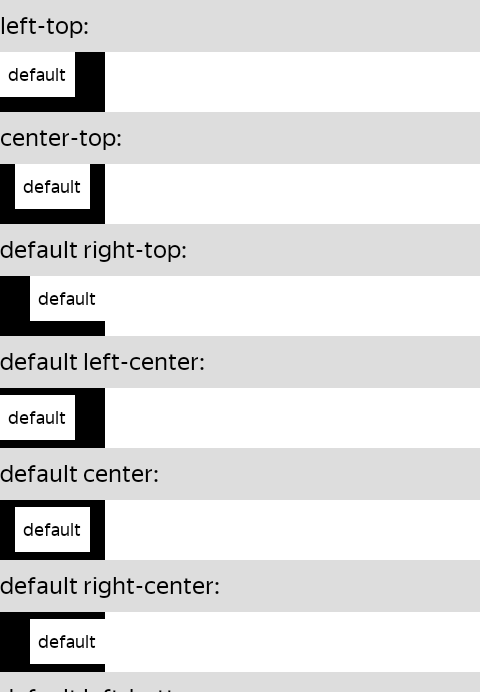 left-top:
default
center-top:
default
default right-top:
default
default left-center:
default
default center:
default
default right-center:
default